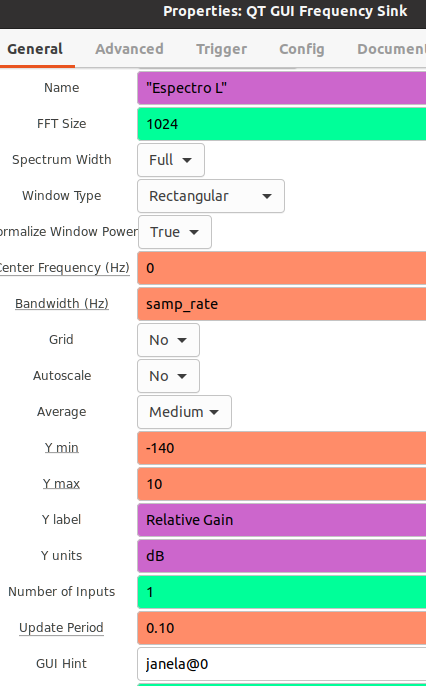 Properties: QT GUI Frequency Sink
General Advanced Trigger Config Document
Name "Espectro L"
FFT Size 1024
Spectrum Width Full
Window Type Rectangular
ormalize Window Power True
Center Frequency (Hz) 0
Bandwidth (Hz) samp_rate
Grid No
Autoscale No
Average Medium
Y min -140
Y max 10
Y label Relative Gain
Y units dB
Number of Inputs 1
Update Period 0.10
GUI Hint janela@0